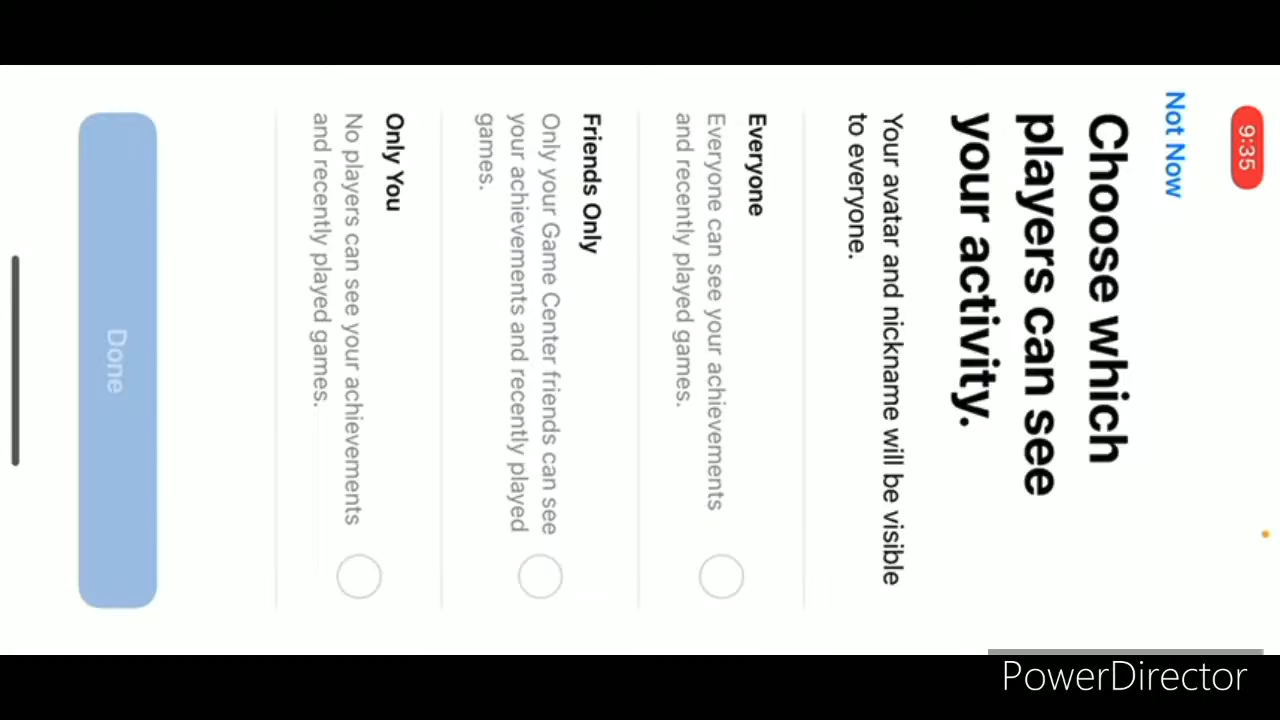 9:35
Not Now
Choose which
players can see
your activity.
Your avatar and nickname will be visible
to everyone.
Everyone
Everyone can see your achievements
and recently played games.
Friends Only
Only your Game Center friends can see
your achievements and recently played
games.
Only You
No players can see your achievements
and recently played games.
Done
PowerDirector